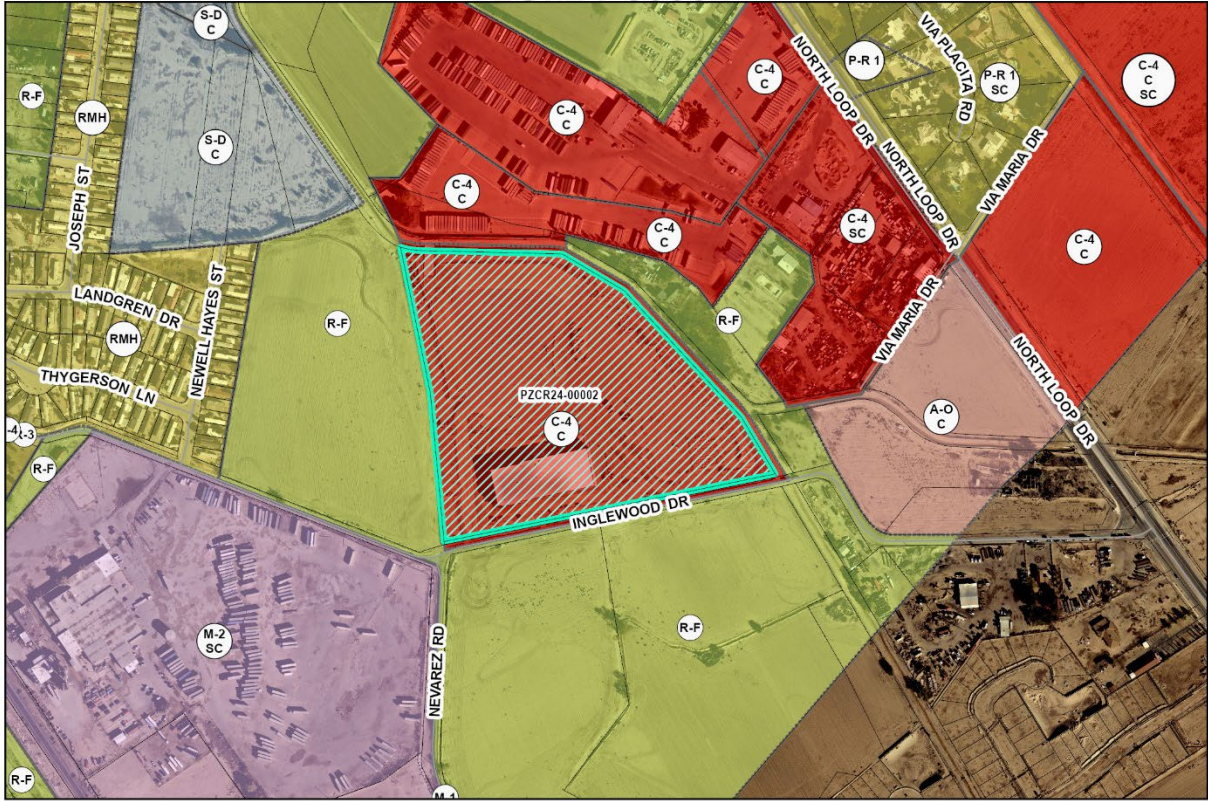 S-D
C
R-F
RMH
S-D
C
JOSEPH ST
LANDGREN DR
NEWELL HAYES ST
RMH
THYGERSON LN
R-F
R-F
C-4
C
C-4
C
C-4
C
C-4
C
NORTH LOOP DR
P-R 1
VIA PLACITA RD
P-R 1
SC
C-4
C
SC
NORTH LOOP DR
VIA MARIA DR
C-4
SC
C-4
C
R-F
VIA MARIA DR
NORTH LOOP DR
PZCR24-00002
C-4
C
A-O
C
INGLEWOOD DR
M-2
SC
NEVAREZ RD
R-F
R-F
M-1